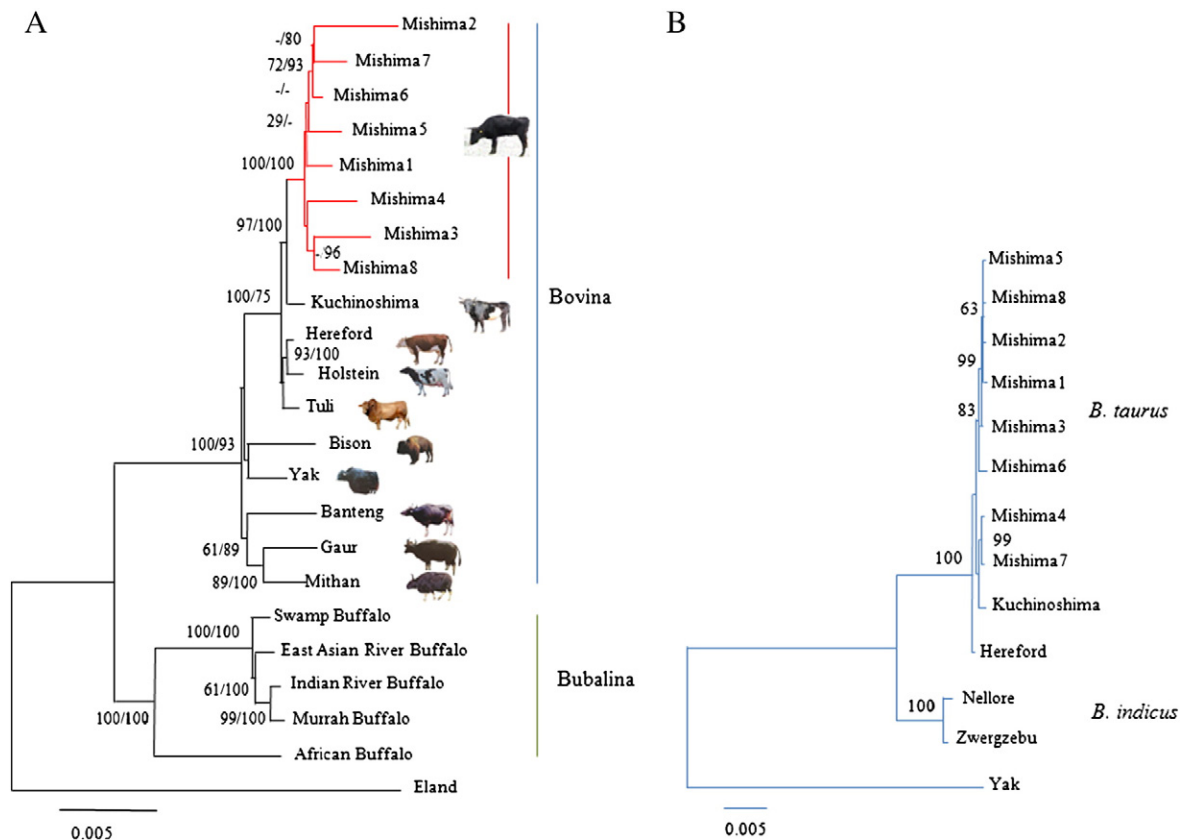 A
-/80
Mishima2
72/93
Mishima7
-/-
Mishima6
29/-
Mishima5
100/100
Mishima1
Mishima4
97/100
Mishima3
-/96
Mishima8
100/75
Kuchinoshima
Bovina
Hereford
93/100
Holstein
Tuli
100/93
Bison
Yak
Banteng
61/89
Gaur
89/100
Mithan
Swamp Buffalo
100/100
East Asian River Buffalo
61/100
Indian River Buffalo
Bubalina
99/100
Murrah Buffalo
100/100
African Buffalo
Eland
0.005
B
Mishima5
63
Mishima8
Mishima2
99
Mishima1
83
Mishima3
B. taurus
Mishima6
Mishima4
99
Mishima7
100
Kuchinoshima
Hereford
100
Nellore
B. indicus
Zwergzebu
Yak
0.005